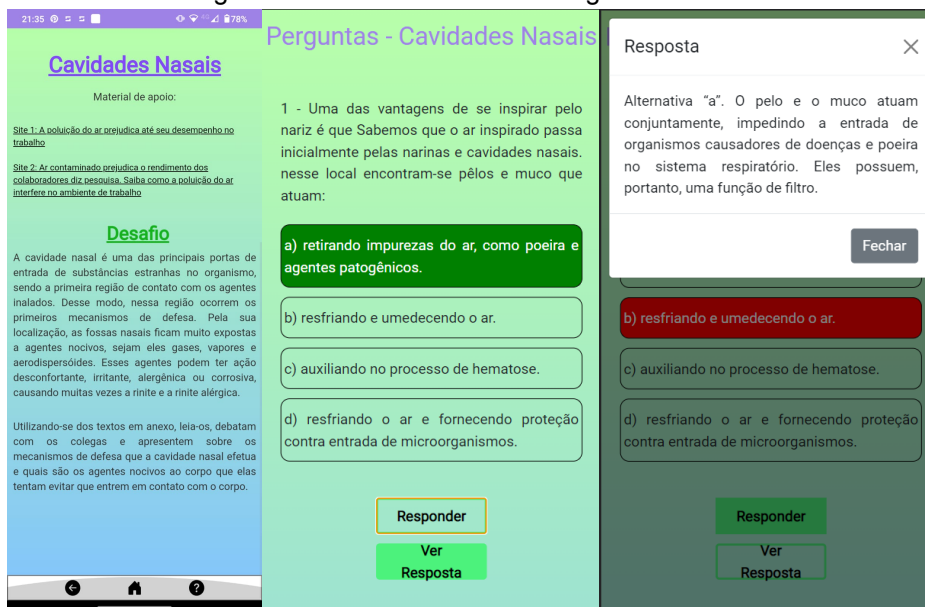 21:35
78%
Cavidades Nasais
Material de apoio:
Site 1: A poluição do ar prejudica até seu desempenho no
trabalho
Site 2: Ar contaminado prejudica o rendimento dos
colaboradores diz pesquisa. Saiba como a poluição do ar
interfere no ambiente de trabalho
Desafio
A cavidade nasal é uma das principais portas de
entrada de substâncias estranhas no organismo,
sendo a primeira região de contato com os agentes
inalados. Desse modo, nessa região ocorrem os
primeiros mecanismos de defesa. Pela sua
localização, as fossas nasais ficam muito expostas
a agentes nocivos, sejam eles gases, vapores e
aerodispersóides. Esses agentes podem ter ação
desconfortante, irritante, alergênica ou corrosiva,
causando muitas vezes a rinite e a rinite alérgica.
Utilizando-se dos textos em anexo, leia-os, debatam
com os colegas e apresentem sobre os
mecanismos de defesa que a cavidade nasal efetua
e quais são os agentes nocivos ao corpo que elas
tentam evitar que entrem em contato com o corpo.
Perguntas - Cavidades Nasais
1 - Uma das vantagens de se inspirar pelo
nariz é que Sabemos que o ar inspirado passa
inicialmente pelas narinas e cavidades nasais.
nesse local encontram-se pêlos e muco que
atuam:
a) retirando impurezas do ar, como poeira e
agentes patogênicos.
b) resfriando e umedecendo o ar.
c) auxiliando no processo de hematose.
d) resfriando o ar e fornecendo proteção
contra entrada de microorganismos.
Responder
Ver
Resposta
Resposta
Alternativa “a”. O pelo e o muco atuam
conjuntamente, impedindo a entrada de
organismos causadores de doenças e poeira
no sistema respiratório. Eles possuem,
portanto, uma função de filtro.
Fechar
b) resfriando e umedecendo o ar.
c) auxiliando no processo de hematose.
d) resfriando o ar e fornecendo proteção
contra entrada de microorganismos.
Responder
Ver
Resposta